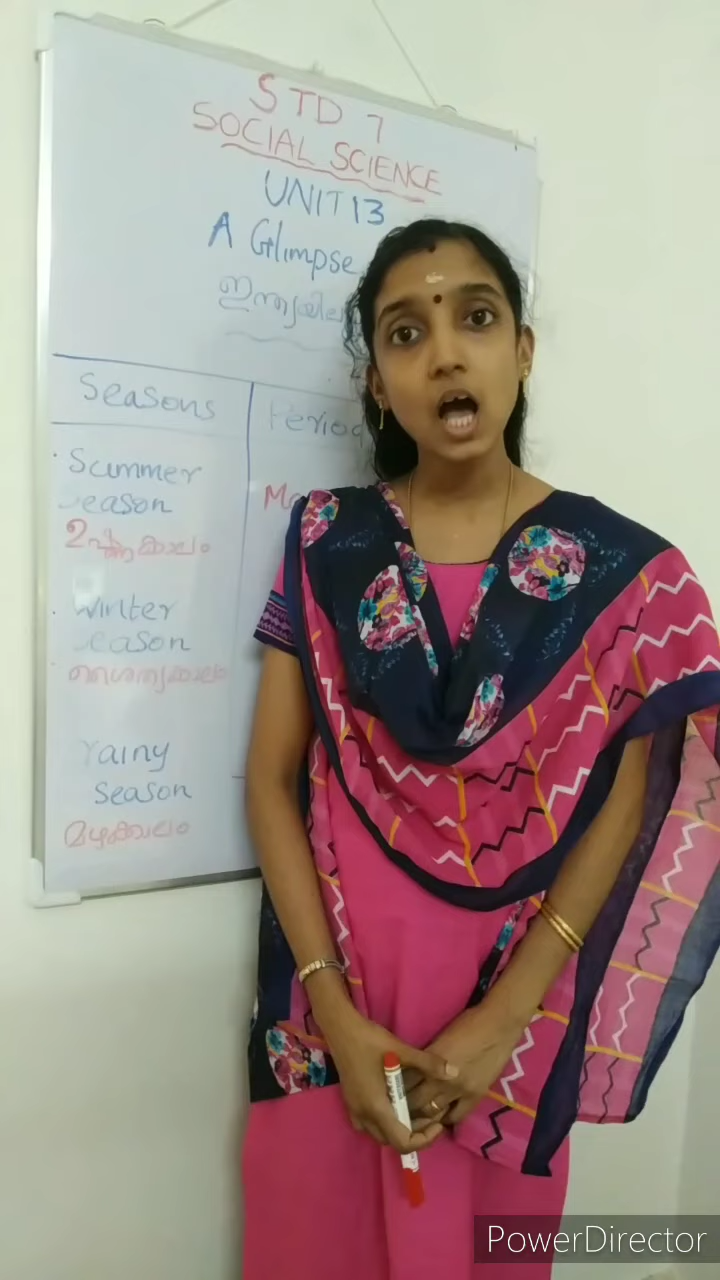 STD 7
SOCIAL SCIENCE
UNIT 13
A Glimpse
Seasons
Period
Summer
season
ഉഷ്ണകാലം
Winter
season
ശൈത്യകാലം
rainy
season
മഴക്കാലം
PowerDirector